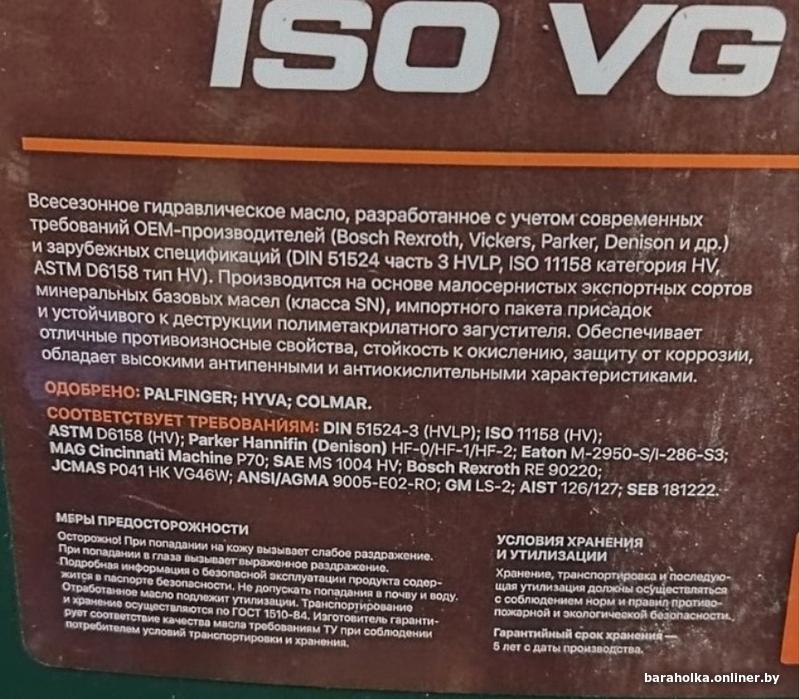 ISO VG
Всесезонное гидравлическое масло, разработанное с учетом современных
требований OEM-производителей (Bosch Rexroth, Vickers, Parker, Denison и др.)
и зарубежных спецификаций (DIN 51524 часть 3 HVLP, ISO 11158 категория HV,
ASTM D6158 тип HV). Производится на основе малосернистых экспортных сортов
минеральных базовых масел (класса SN), импортного пакета присадок
и устойчивого к деструкции полиметакрилатного загустителя. Обеспечивает
отличные противоизносные свойства, стойкость к окислению, защиту от коррозии,
обладает высокими антипенными и антиокислительными характеристиками.
ОДОБРЕНО: PALFINGER; HYVA; COLMAR.
СООТВЕТСТВУЕТ ТРЕБОВАНИЯМ: DIN 51524-3 (HVLP); ISO 11158 (HV);
ASTM D6158 (HV); Parker Hannifin (Denison) HF-0/HF-1/HF-2; Eaton M-2950-S/I-286-S3;
MAG Cincinnati Machine P70; SAE MS 1004 HV; Bosch Rexroth RE 90220;
JCMAS P041 HK VG46W; ANSI/AGMA 9005-E02-RO; GM LS-2; AIST 126/127; SEB 181222.
МЕРЫ ПРЕДОСТОРОЖНОСТИ
Осторожно! При попадании на кожу вызывает слабое раздражение.
При попадании в глаза вызывает выраженное раздражение.
Подробная информация о безопасной эксплуатации продукта содер-
жится в паспорте безопасности. Не допускать попадания в почву и воду.
Отработанное масло подлежит утилизации. Транспортирование
и хранение осуществляются по ГОСТ 1510-84. Изготовитель гаранти-
рует соответствие качества масла требованиям ТУ при соблюдении
потребителем условий транспортировки и хранения.
УСЛОВИЯ ХРАНЕНИЯ
И УТИЛИЗАЦИИ
Хранение, транспортировка и последую-
щая утилизация должны осуществляться
с соблюдением норм и правил противо-
пожарной и экологической безопасности.
Гарантийный срок хранения —
5 лет с даты производства.
baraholka.onliner.by